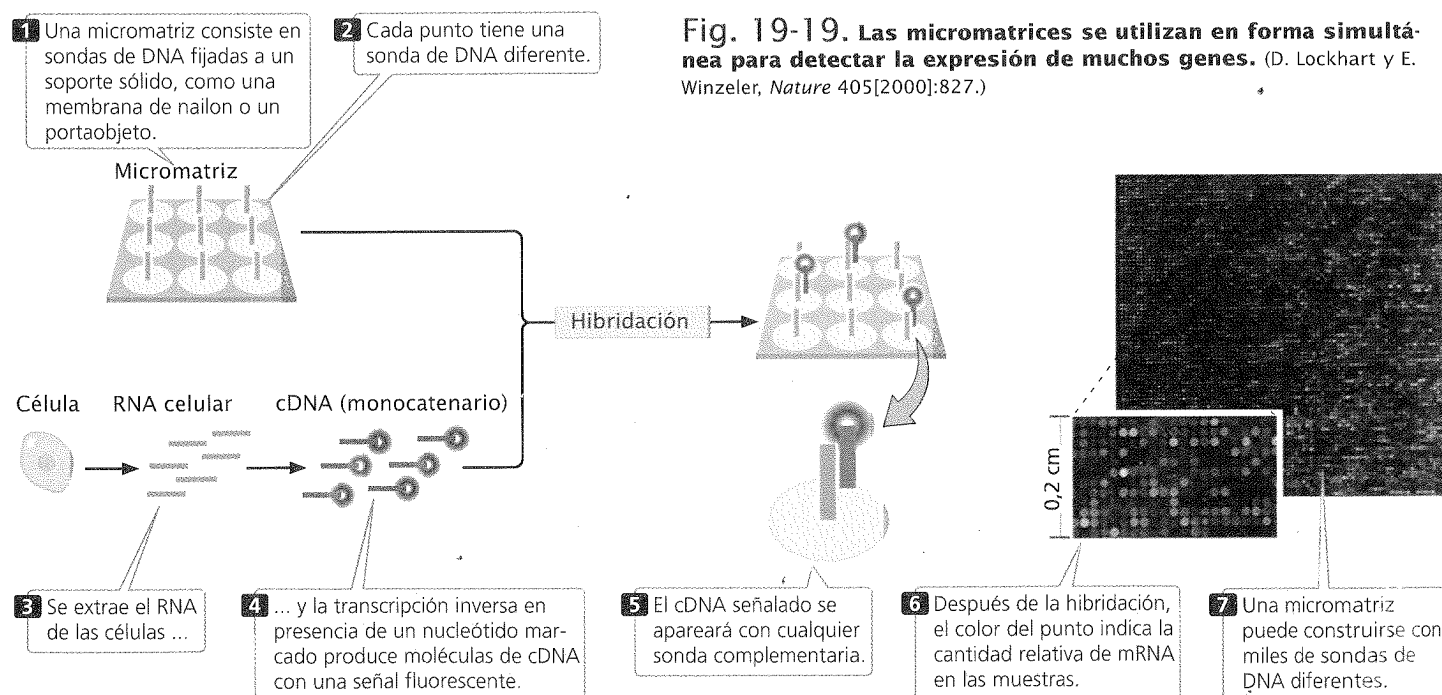 1 Una micromatriz consiste en
sondas de DNA fijadas a un
soporte sólido, como una
membrana de nailon o un
portaobjeto.
2 Cada punto tiene una
sonda de DNA diferente.
Fig. 19-19. Las micromatrices se utilizan en forma simultá-
nea para detectar la expresión de muchos genes. (D. Lockhart y E.
Winzeler, Nature 405[2000]:827.)
Micromatriz
Hibridación
Célula
RNA celular
cDNA (monocatenario)
0,2 cm
3 Se extrae el RNA
de las células ...
4 ... y la transcripción inversa en
presencia de un nucleótido mar-
cado produce moléculas de cDNA
con una señal fluorescente.
5 El cDNA señalado se
apareará con cualquier
sonda complementaria.
6 Después de la hibridación,
el color del punto indica la
cantidad relativa de mRNA
en las muestras.
7 Una micromatriz
puede construirse con
miles de sondas de
DNA diferentes.